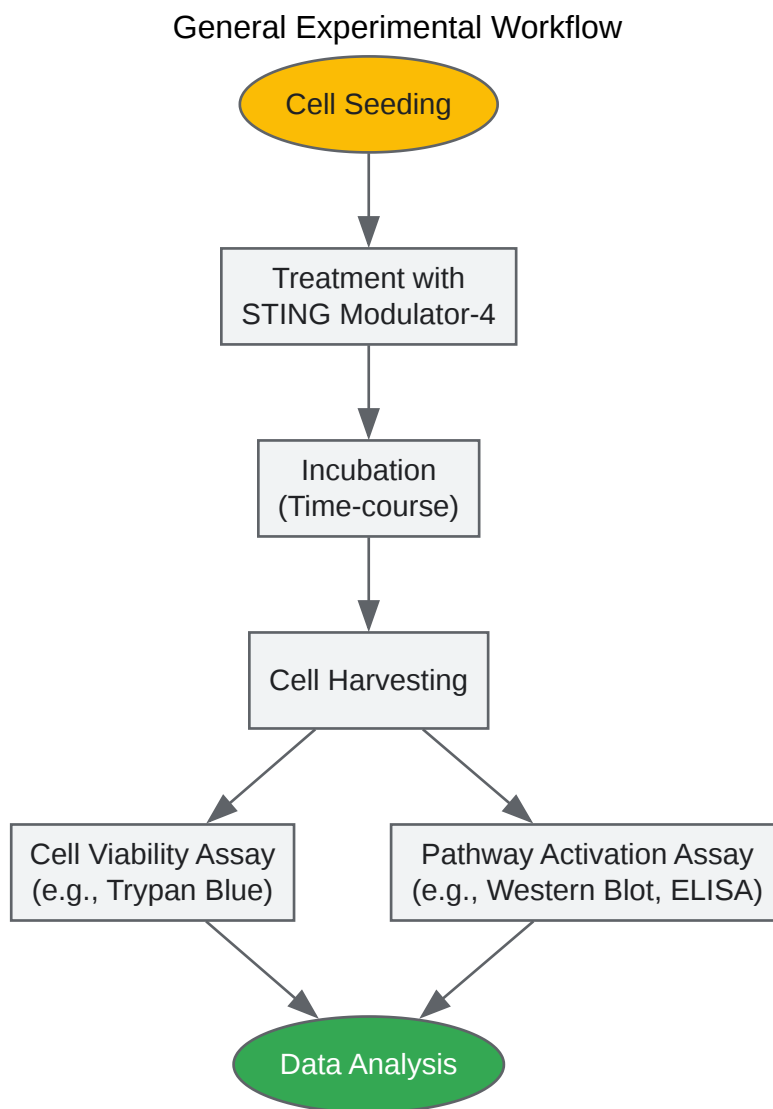 General Experimental Workflow
Cell Seeding
Treatment with
STING Modulator-4
Incubation
(Time-course)
Cell Harvesting
Cell Viability Assay
(e.g., Trypan Blue)
Pathway Activation Assay
(e.g., Western Blot, ELISA)
Data Analysis